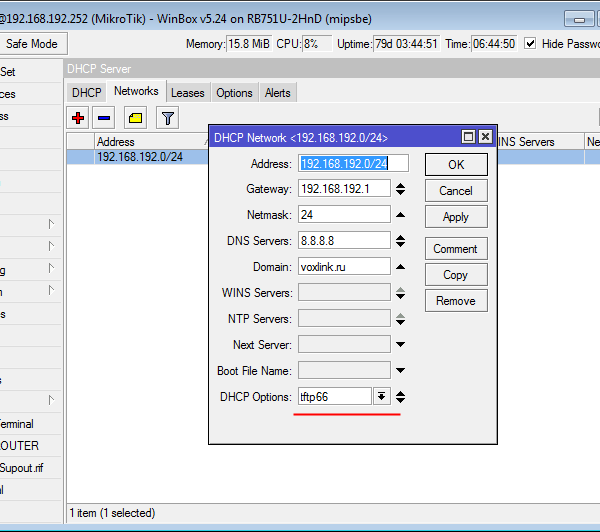 @192.168.192.252 (MikroTik) - WinBox v5.24 on RB751U-2HnD (mipsbe)
Safe Mode Memory: 15.8 MiB CPU: 8% Uptime: 79d 03:44:51 Time: 06:44:50 Hide Passwo
Set
DHCP Server
ces
DHCP Networks Leases Options Alerts
ss
Address WINS Servers Ne
192.168.192.0/24
DHCP Network <192.168.192.0/24>
Address: 192.168.192.0/24 OK
Gateway: 192.168.192.1 Cancel
Netmask: 24 Apply
DNS Servers: 8.8.8.8 Comment
Domain: voxlink.ru Copy
WINS Servers: Remove
NTP Servers:
Next Server:
Boot File Name:
DHCP Options: tftp66
g
n
es
s
Terminal
OUTER
Supout.rif
al
1 item (1 selected)